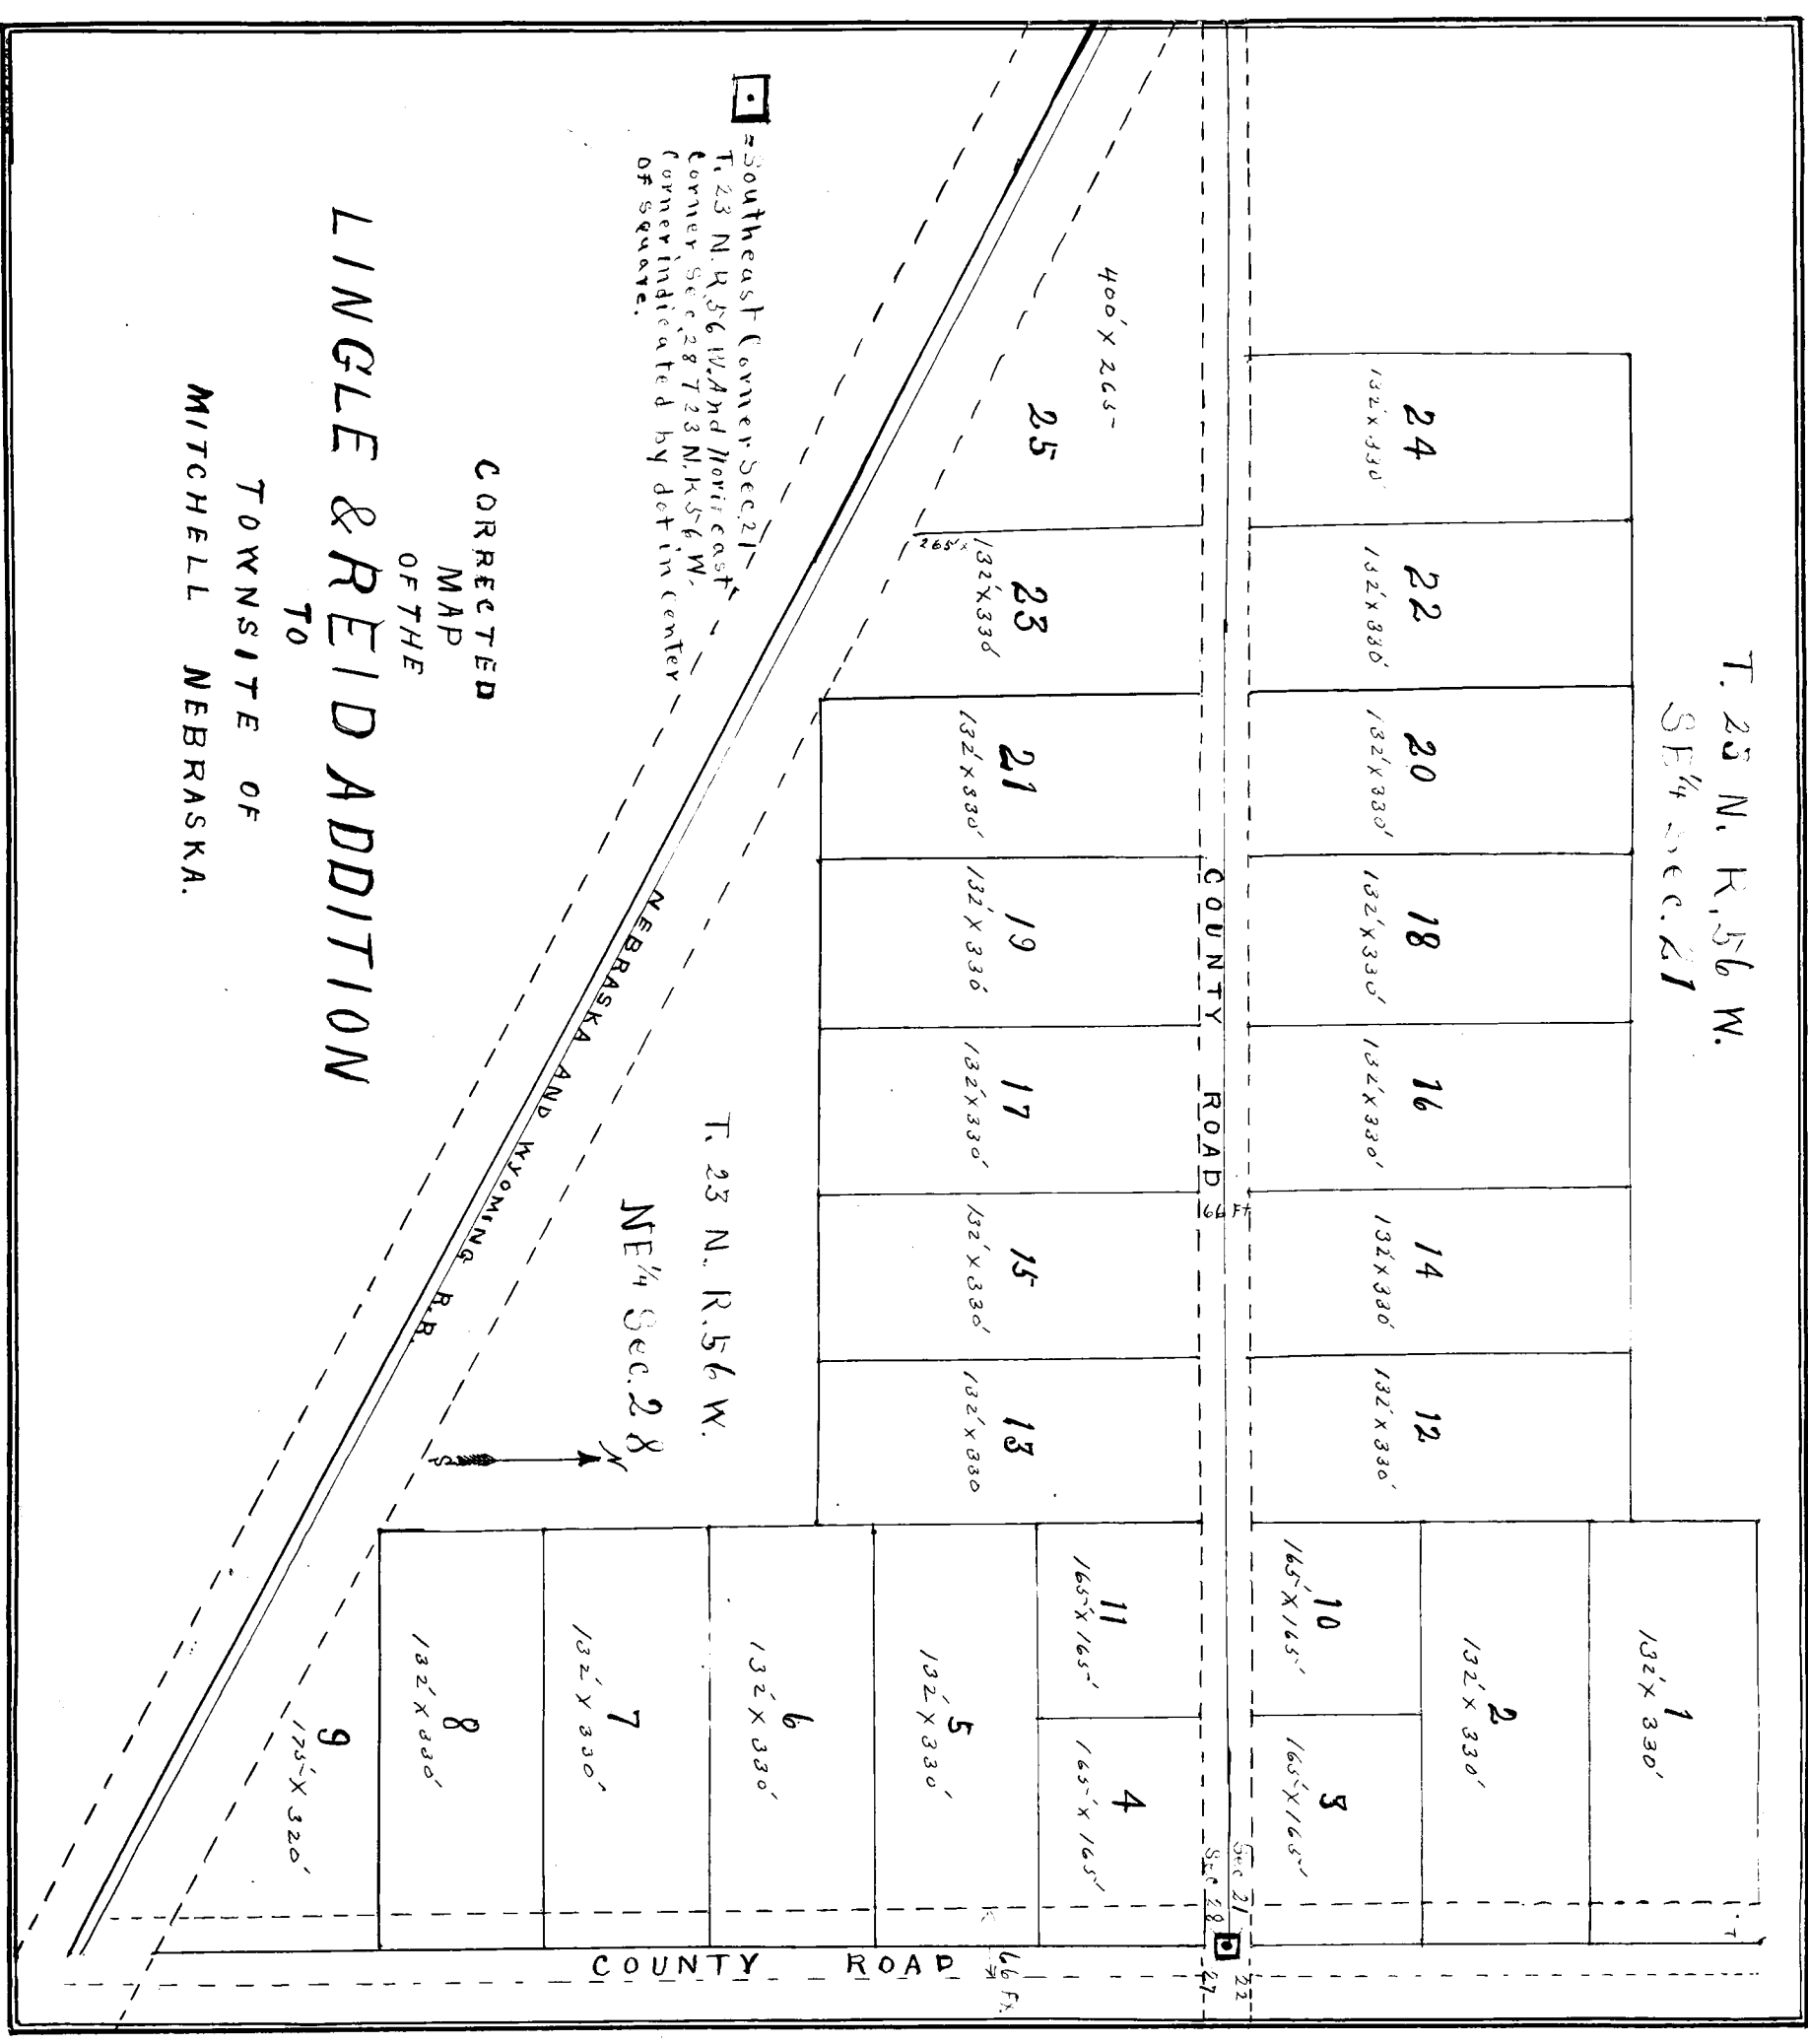 T. 23 N. R. 56 W.
SE 1/4 Sec. 21
24
132' X 330'
22
132' X 330'
20
132' X 330'
18
132' X 330'
16
132' X 330'
14
132' X 330'
12
132' X 330'
1
132' X 330'
2
132' X 330'
10
165' X 165'
3
165' X 165'
Sec 21
22
COUNTY ROAD
66 Ft
Sec 28
27
400' X 265'
25
265' X
23
132' X 330'
21
132' X 330'
19
132' X 330'
17
132' X 330'
15
132' X 330'
13
132' X 330
11
165' X 165'
4
165' X 165'
5
132' X 330'
6
132' X 330'
7
132' X 330'
8
132' X 330'
9
175' X 320'
COUNTY ROAD
66 Ft.
=Southeast Corner Sec. 21
T. 23 N. R. 56 W. And Northeast
Corner Sec. 28 T 23 N. R 56 W.
Corner indicated by dot in center
OF square.
T. 23 N. R. 56 W.
NE 1/4 Sec. 28
N
S
NEBRASKA AND WYOMING R.R.
CORRECTED
MAP
OF THE
LINGLE & REID ADDITION
TO
TOWNSITE OF
MITCHELL NEBRASKA.